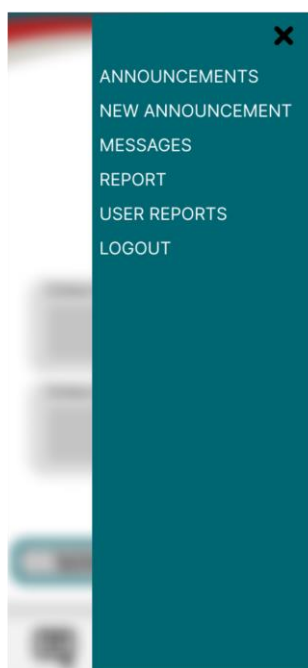 ANNOUNCEMENTS
NEW ANNOUNCEMENT
MESSAGES
REPORT
USER REPORTS
LOGOUT